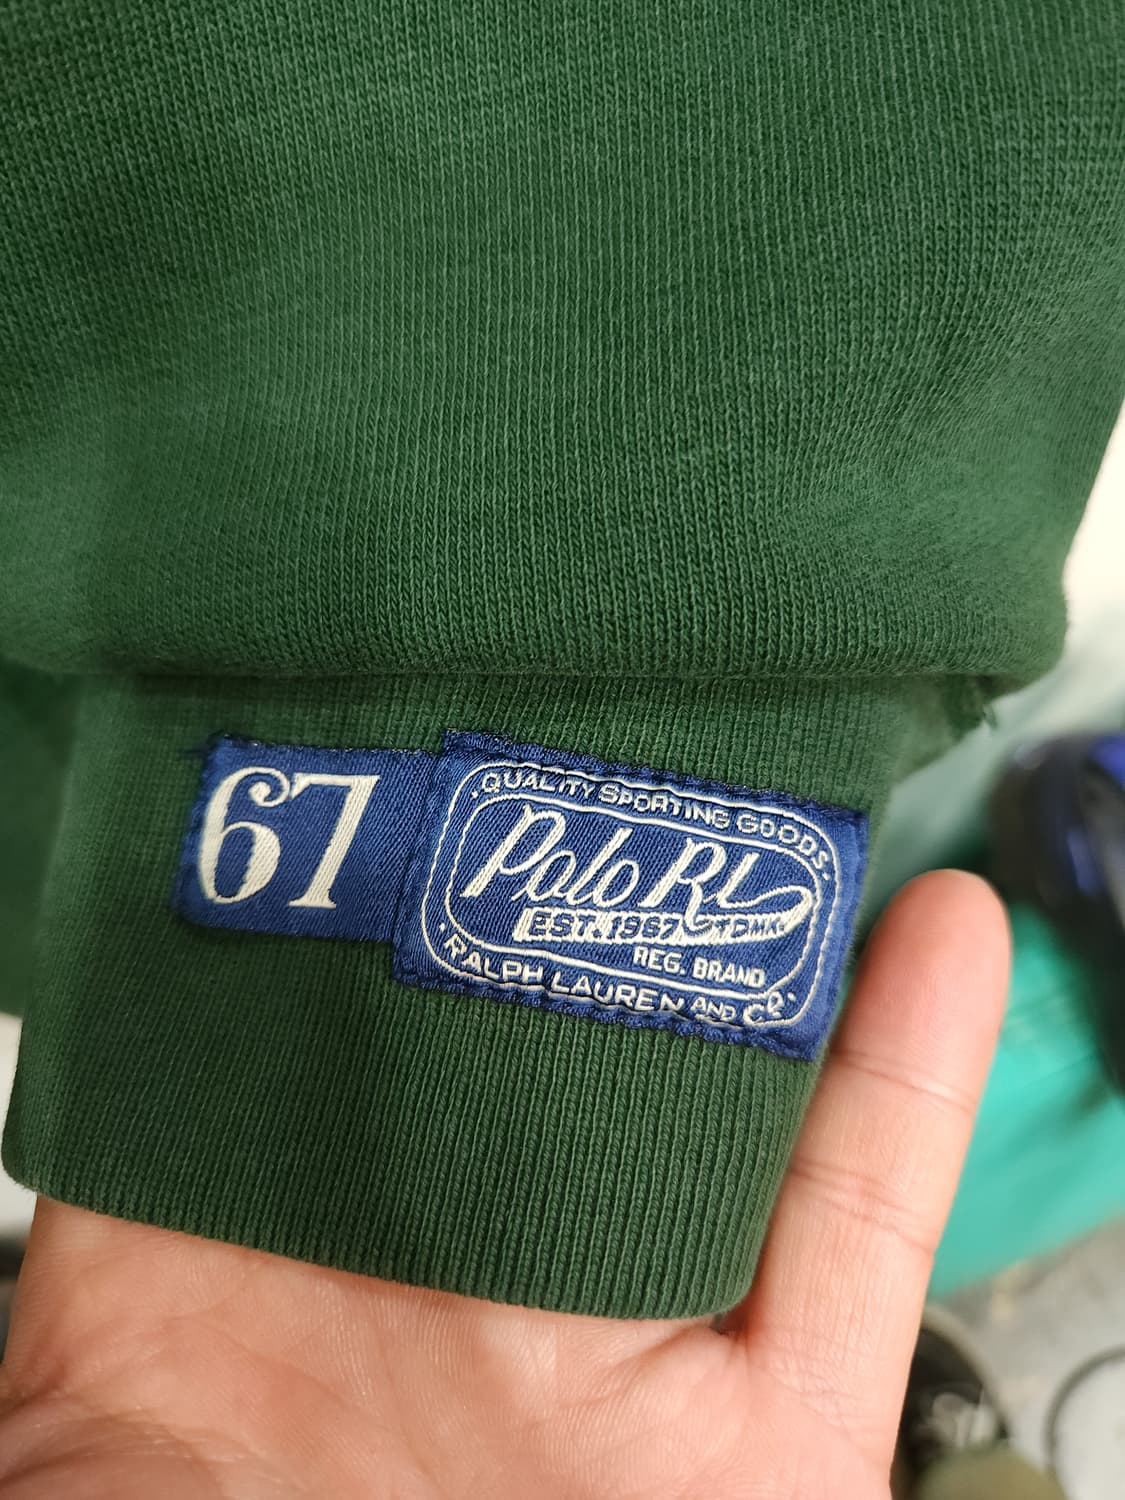 67
QUALITY SPORTING GOODS
Polo RL
EST. 1967 TDMK.
REG. BRAND
RALPH LAUREN AND Co.